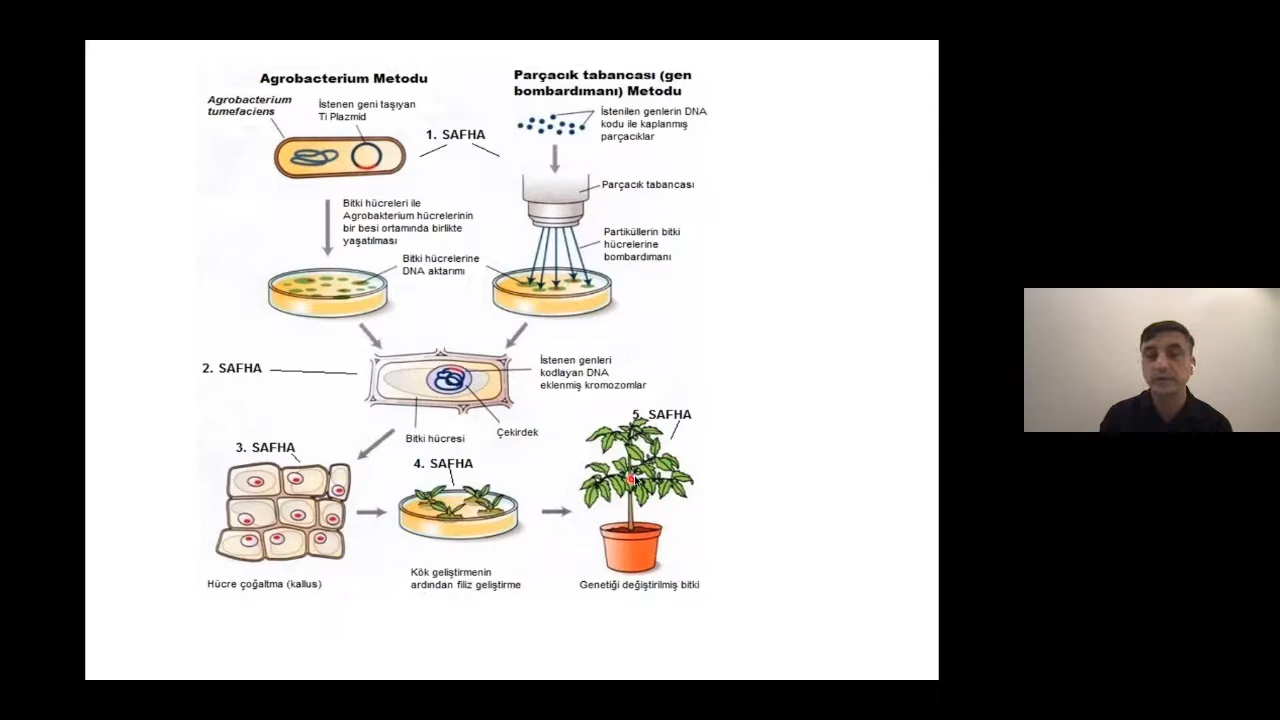 Agrobacterium Metodu
Parçacık tabancası (gen
bombardımanı) Metodu
Agrobacterium
tumefaciens
İstenen geni taşıyan
Ti Plazmid
1. SAFHA
İstenilen genlerin DNA
kodu ile kaplanmış
parçacıklar
Parçacık tabancası
Bitki hücreleri ile
Agrobakterium hücrelerinin
bir besi ortamında birlikte
yaşatılması
Partiküllerin bitki
hücrelerine
bombardımanı
Bitki hücrelerine
DNA aktarımı
2. SAFHA
İstenen genleri
kodlayan DNA
eklenmiş kromozomlar
Bitki hücresi
Çekirdek
3. SAFHA
4. SAFHA
5. SAFHA
Hücre çoğaltma (kallus)
Kök geliştirmenin
ardından filiz geliştirme
Genetiği değiştirilmiş bitki